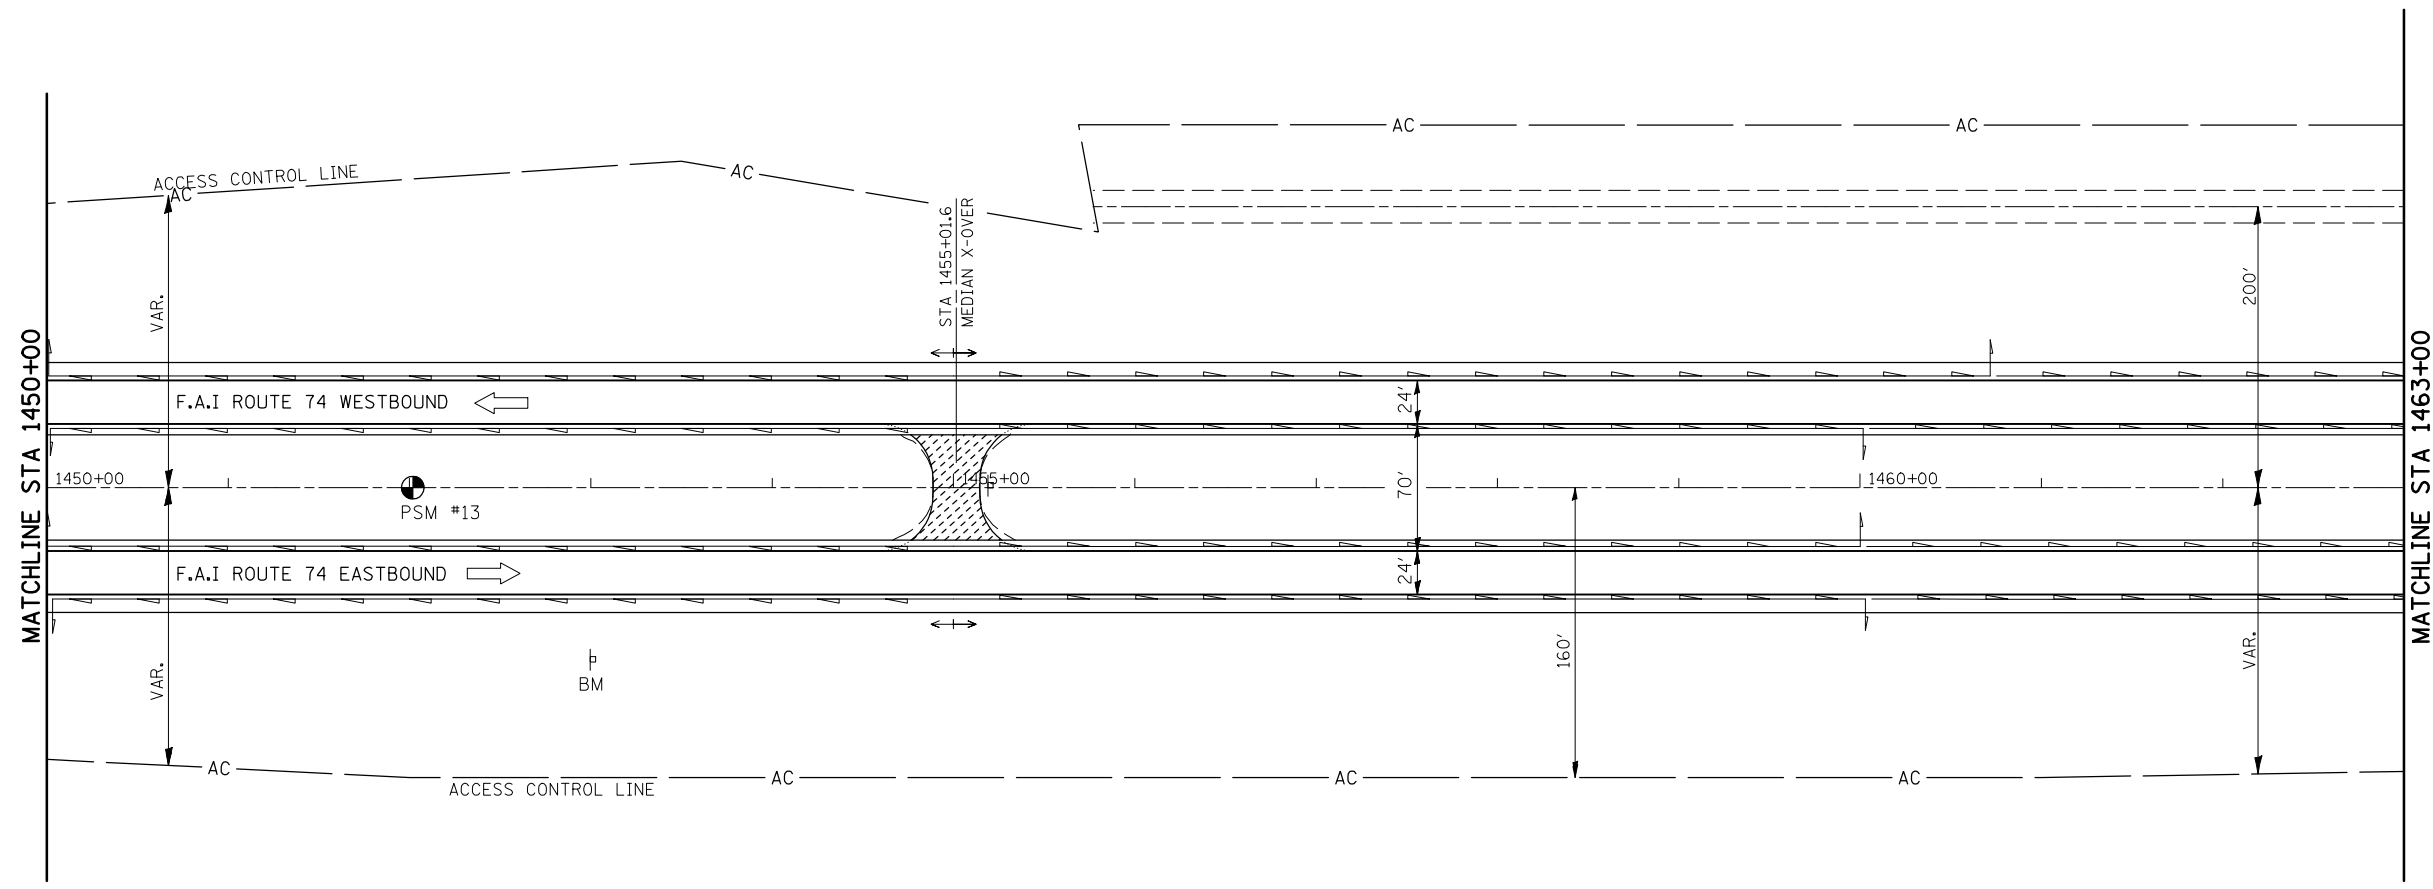 AC
AC
ACCESS CONTROL LINE
AC
AC
STA 1455+01.6
MEDIAN X-OVER
VAR.
200'
MATCHLINE STA 1450+00
MATCHLINE STA 1463+00
F.A.I ROUTE 74 WESTBOUND
24'
1450+00
1455+00
70'
1460+00
PSM #13
F.A.I ROUTE 74 EASTBOUND
24'
160'
VAR.
VAR.
BM
AC
AC
AC
AC
ACCESS CONTROL LINE